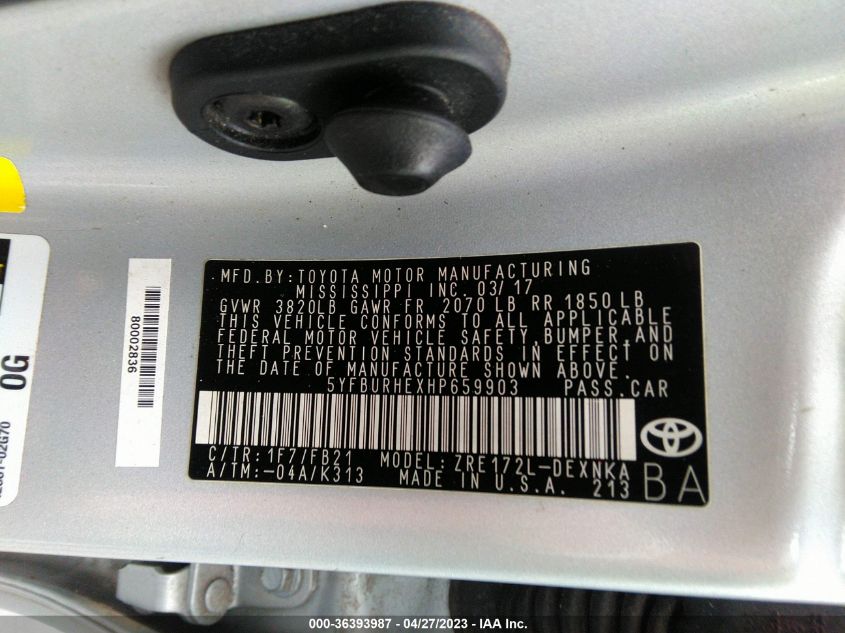 MFD. BY: TOYOTA MOTOR MANUFACTURING
MISSISSIPPI INC. 03/17
GVWR 3820LB GAWR FR 2070 LB RR 1850 LB
THIS VEHICLE CONFORMS TO ALL APPLICABLE
FEDERAL MOTOR VEHICLE SAFETY, BUMPER, AND
THEFT PREVENTION STANDARDS IN EFFECT ON
THE DATE OF MANUFACTURE SHOWN ABOVE.
5YFBURHEXHP659903 PASS. CAR
C/TR: 1F7/FB21 MODEL: ZRE172L-DEXNKA
A/TM: -04A/K313 MADE IN U.S.A. 213 BA
80002836
0G
000-36393987 - 04/27/2023 - IAA Inc.